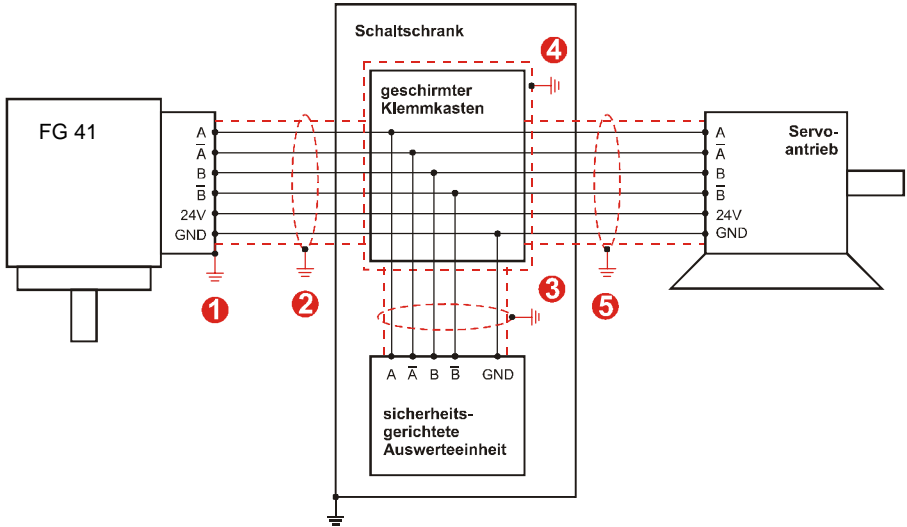 Schaltschrank
4
geschirmter
Klemmkasten
FG 41
A
A̅
B
B̅
24V
GND
Servo-
antrieb
A
A̅
B
B̅
24V
GND
1
2
3
5
A A̅ B B̅ GND
sicherheits-
gerichtete
Auswerteeinheit